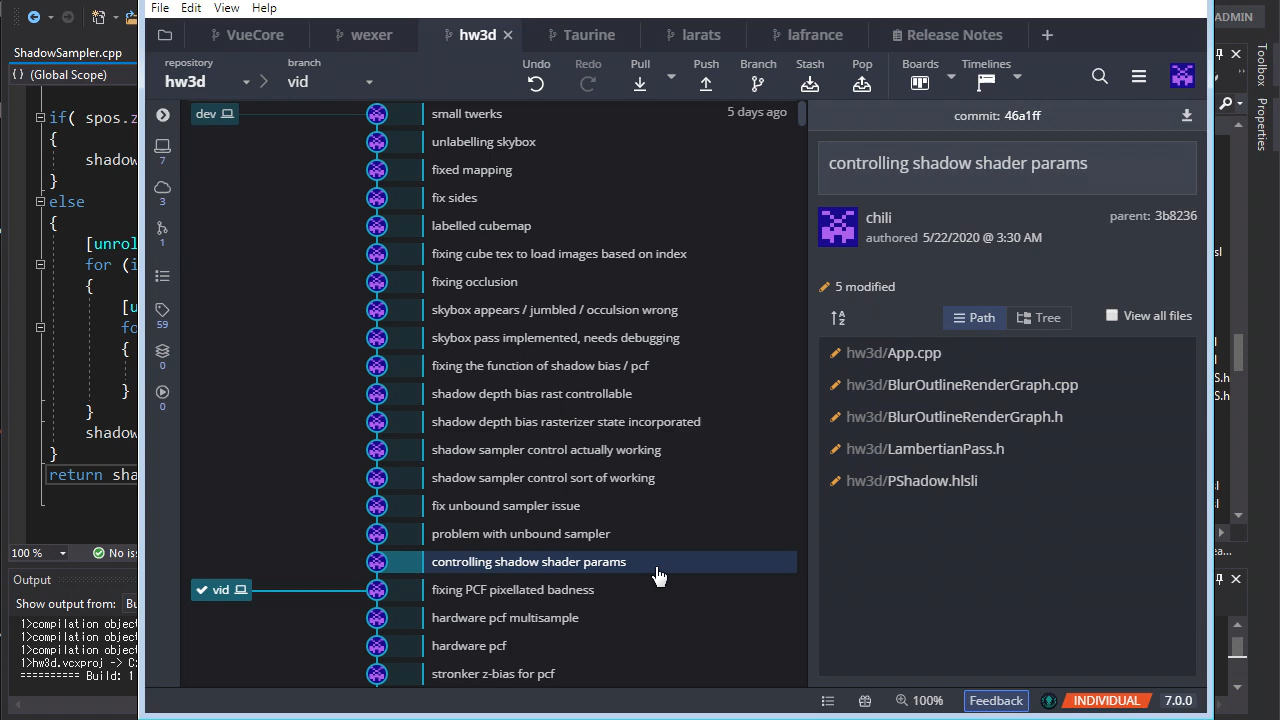 File Edit View Help
VueCore wexer hw3d Taurine larats lafrance Release Notes
ADMIN
repository
hw3d
branch
vid
Undo Redo Pull Push Branch Stash Pop Boards Timelines
ShadowSampler.cpp
(Global Scope)
if( spos.z
{
shadow
}
else
{
[unrol
for (i
{
[u
fo
{
}
}
shadow
}
return sha
100 %
No iss
Output
Show output from: Bu
1>compilation object
1>compilation object
1>compilation object
1>hw3d.vcxproj -> C:
========== Build: 1
7
3
1
59
0
0
dev
small twerks 5 days ago
unlabelling skybox
fixed mapping
fix sides
labelled cubemap
fixing cube tex to load images based on index
fixing occlusion
skybox appears / jumbled / occulsion wrong
skybox pass implemented, needs debugging
fixing the function of shadow bias / pcf
shadow depth bias rast controllable
shadow depth bias rasterizer state incorporated
shadow sampler control actually working
shadow sampler control sort of working
fix unbound sampler issue
problem with unbound sampler
controlling shadow shader params
vid fixing PCF pixellated badness
hardware pcf multisample
hardware pcf
stronker z-bias for pcf
commit: 46a1ff
controlling shadow shader params
chili
authored 5/22/2020 @ 3:30 AM
parent: 3b8236
5 modified
Path Tree View all files
hw3d/App.cpp
hw3d/BlurOutlineRenderGraph.cpp
hw3d/BlurOutlineRenderGraph.h
hw3d/LambertianPass.h
hw3d/PShadow.hlsli
100% Feedback INDIVIDUAL 7.0.0
Toolbox
Properties